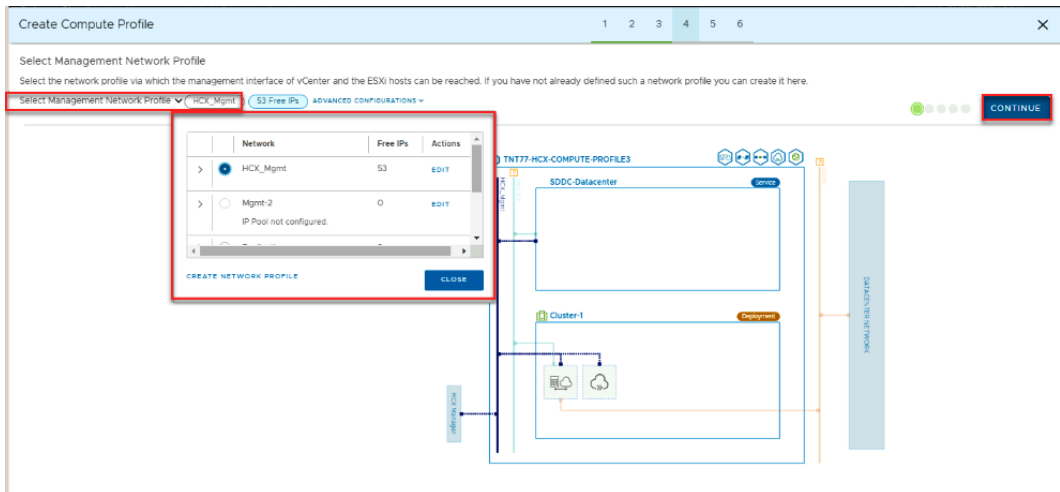 Create Compute Profile
1 2 3 4 5 6
Select Management Network Profile
Select the network profile via which the management interface of vCenter and the ESXi hosts can be reached. If you have not already defined such a network profile you can create it here.
Select Management Network Profile HCX_Mgmt 53 Free IPs ADVANCED CONFIGURATIONS
CONTINUE
Network Free IPs Actions
HCX_Mgmt 53 EDIT
Mgmt-2 0 EDIT
IP Pool not configured.
CREATE NETWORK PROFILE
CLOSE
TNT77-HCX-COMPUTE-PROFILE3
HCX_Mgmt
SDDC-Datacenter
Service
Cluster-1
Deployment
HCX Manager
DATACENTER NETWORK